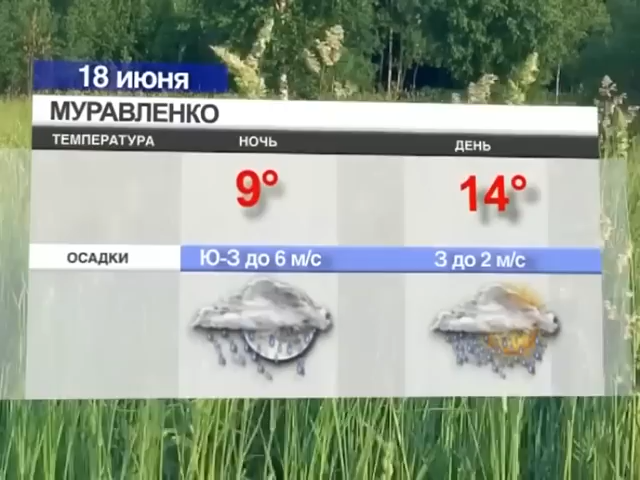 18 июня
МУРАВЛЕНКО
ТЕМПЕРАТУРА НОЧЬ ДЕНЬ
9° 14°
ОСАДКИ Ю-З до 6 м/с З до 2 м/с